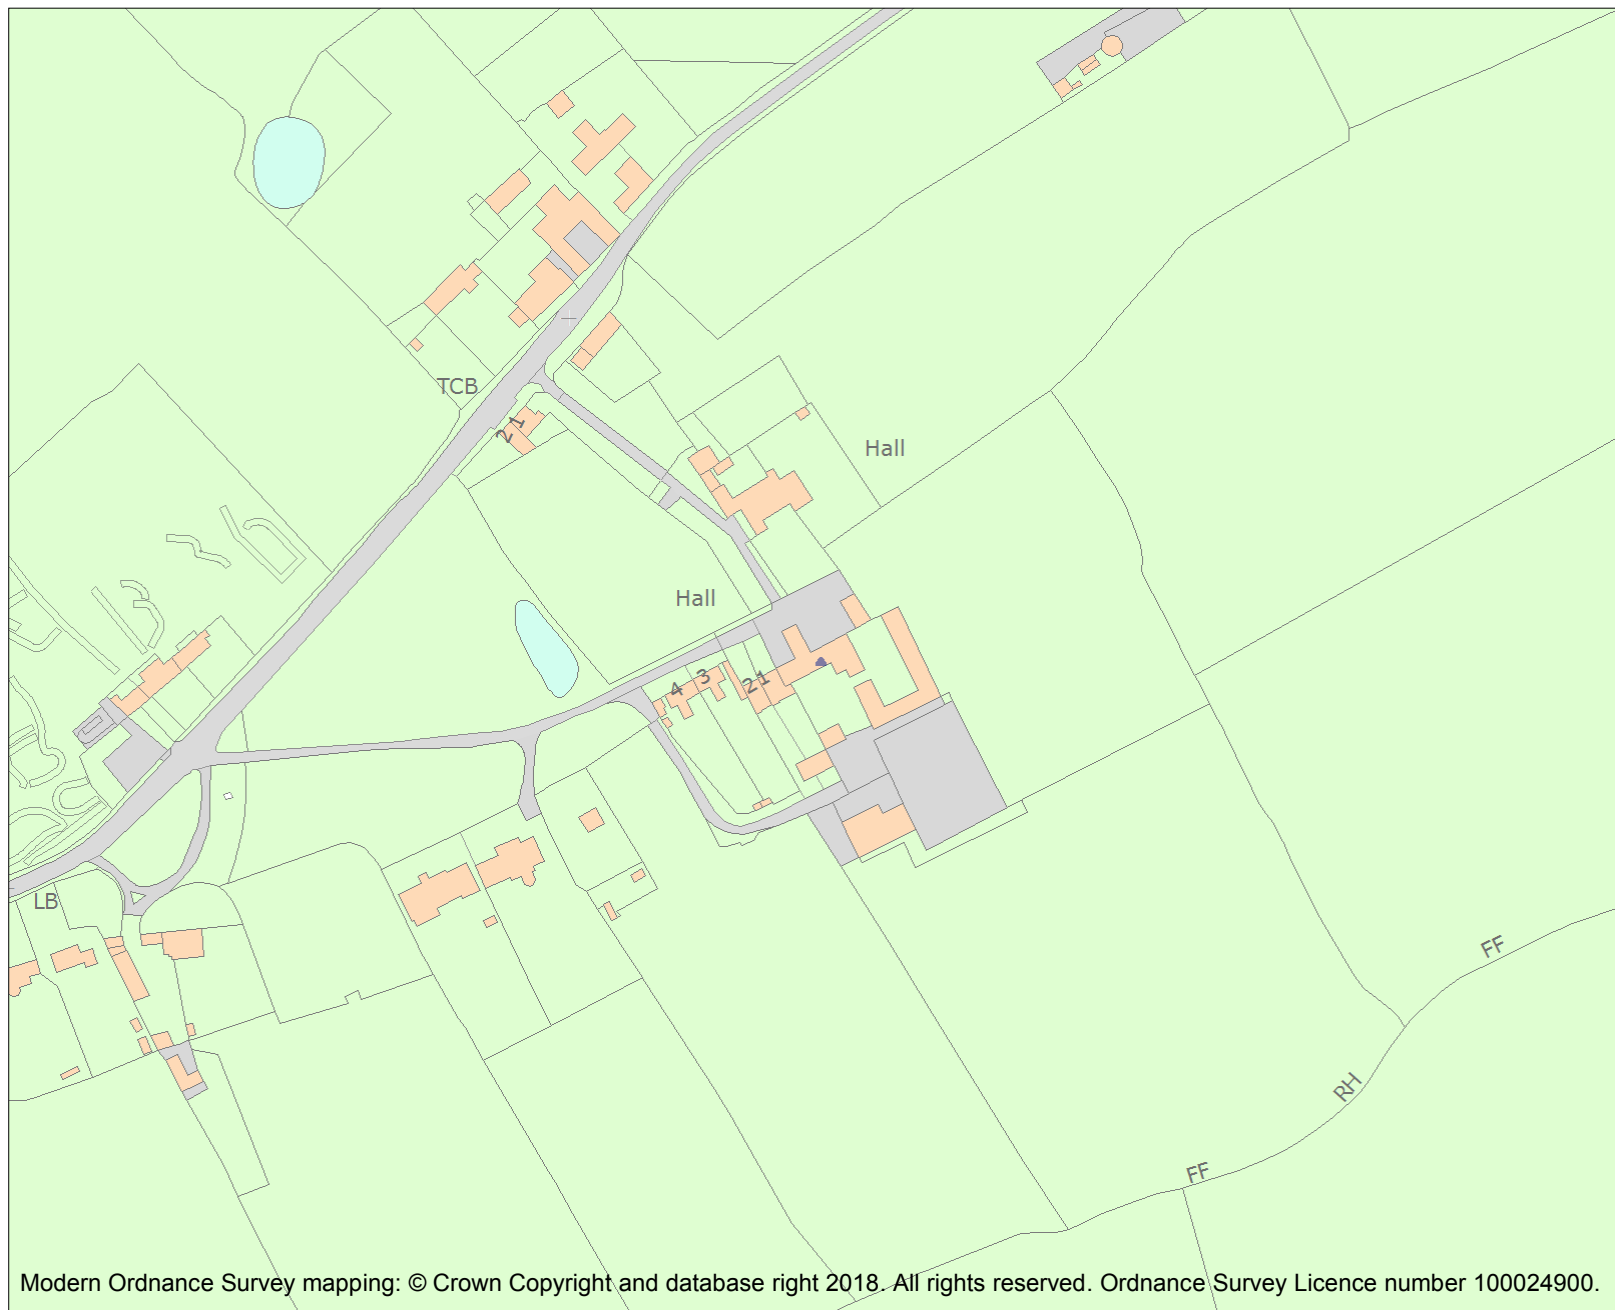 TCB
2 1
Hall
Hall
4 3 2 1
LB
FF
RH
FF
Modern Ordnance Survey mapping: © Crown Copyright and database right 2018. All rights reserved. Ordnance Survey Licence number 100024900.